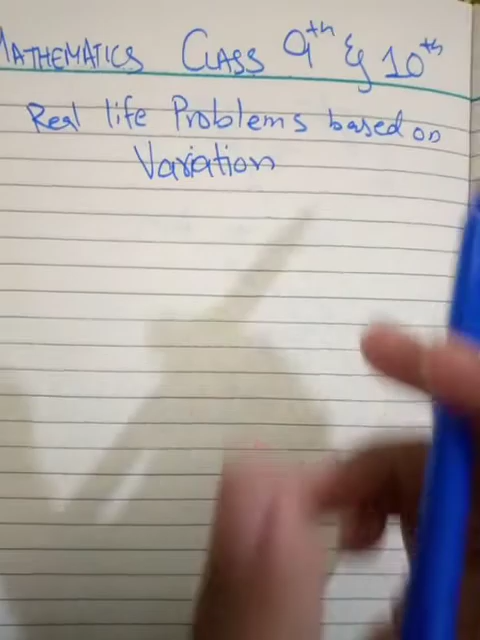 MATHEMATICS CLASS 9th & 10th
Real life Problems based on
Variation